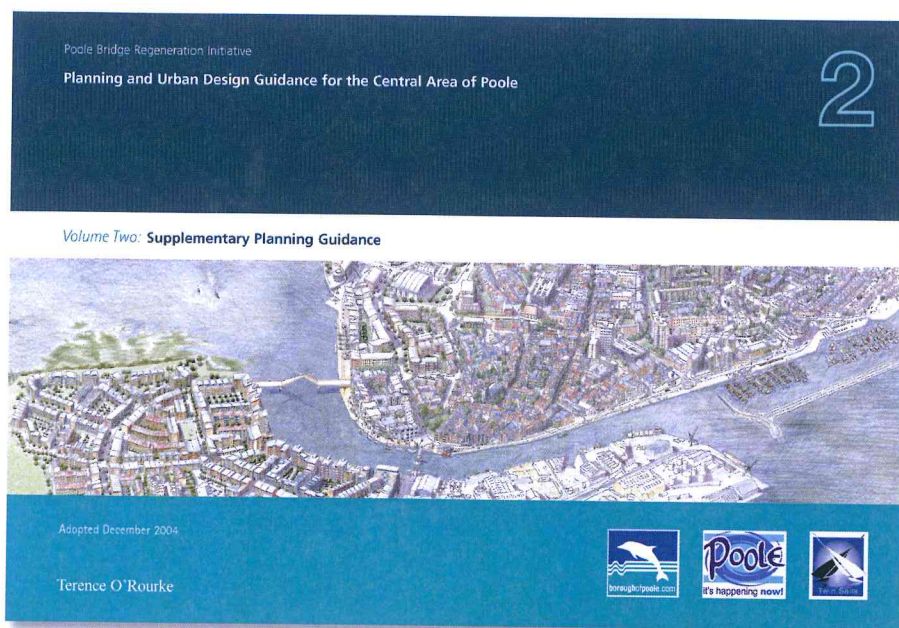 Poole Bridge Regeneration Initiative
Planning and Urban Design Guidance for the Central Area of Poole
2
Volume Two: Supplementary Planning Guidance
Adopted December 2004
Terence O'Rourke
boroughofpoole.com
POOLE
it's happening now!
Twin Sails